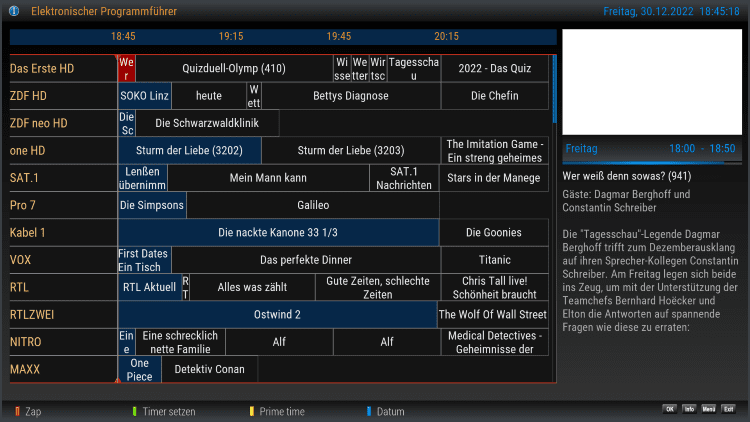 Elektronischer Programmführer
Freitag, 30.12.2022 18:45:18
18:45 19:15 19:45 20:15
Das Erste HD
We
r
Quizduell-Olymp (410)
Wi
sse
We
tter
Wir
tsc
Tagesscha
u
2022 - Das Quiz
ZDF HD
SOKO Linz
heute
W
ett
Bettys Diagnose
Die Chefin
ZDF neo HD
Die
Sc
Die Schwarzwaldklinik
one HD
Sturm der Liebe (3202)
Sturm der Liebe (3203)
The Imitation Game -
Ein streng geheimes
SAT.1
Lenßen
übernimm
Mein Mann kann
SAT.1
Nachrichten
Stars in der Manege
Pro 7
Die Simpsons
Galileo
Kabel 1
Die nackte Kanone 33 1/3
Die Goonies
VOX
First Dates
Ein Tisch
Das perfekte Dinner
Titanic
RTL
RTL Aktuell
R
T
Alles was zählt
Gute Zeiten, schlechte
Zeiten
Chris Tall live!
Schönheit braucht
RTLZWEI
Ostwind 2
The Wolf Of Wall Street
NITRO
Ein
e
Eine schrecklich
nette Familie
Alf
Alf
Medical Detectives -
Geheimnisse der
MAXX
One
Piece
Detektiv Conan
Freitag 18:00 - 18:50
Wer weiß denn sowas? (941)
Gäste: Dagmar Berghoff und
Constantin Schreiber
Die "Tagesschau"-Legende Dagmar
Berghoff trifft zum Dezemberausklang
auf ihren Sprecher-Kollegen Constantin
Schreiber. Am Freitag legen sich beide
ins Zeug, um mit der Unterstützung der
Teamchefs Bernhard Hoëcker und
Elton die Antworten auf spannende
Fragen wie diese zu erraten:
Zap
Timer setzen
Prime time
Datum
OK Info Menü Exit